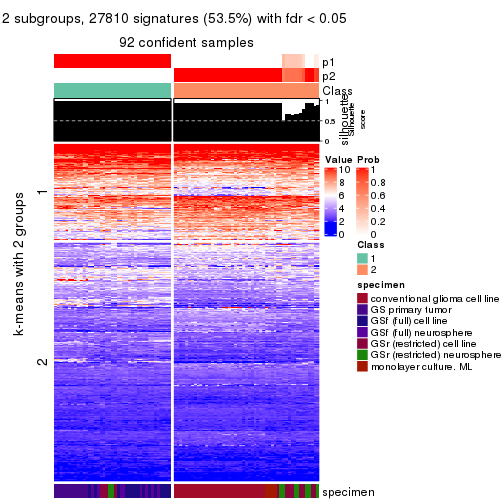 2 subgroups, 27810 signatures (53.5%) with fdr < 0.05
92 confident samples
p1
p2
Class
silhouette
Silhouette
score
1
0.5
0
k-means with 2 groups
1
2
Value
10
8
6
4
2
0
Prob
1
0.8
0.6
0.4
0.2
0
Class
1
2
specimen
conventional glioma cell line
GS primary tumor
GSf (full) cell line
GSf (full) neurosphere
GSr (restricted) cell line
GSr (restricted) neurosphere
monolayer culture. ML
specimen